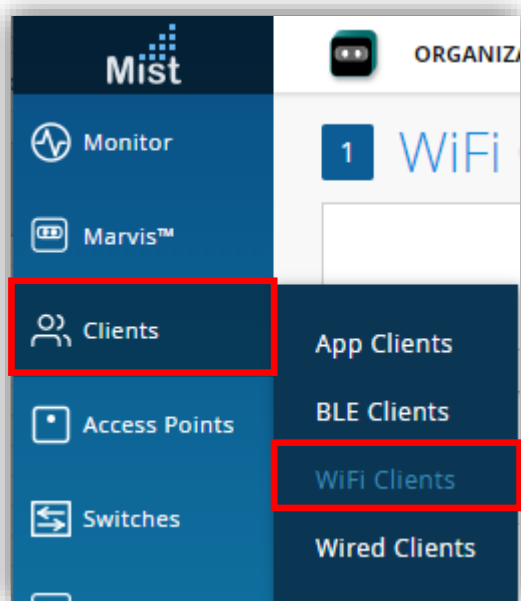 Mist
ORGANIZA
Monitor
1 WiFi
Marvis™
Clients
App Clients
BLE Clients
Access Points
WiFi Clients
Switches
Wired Clients